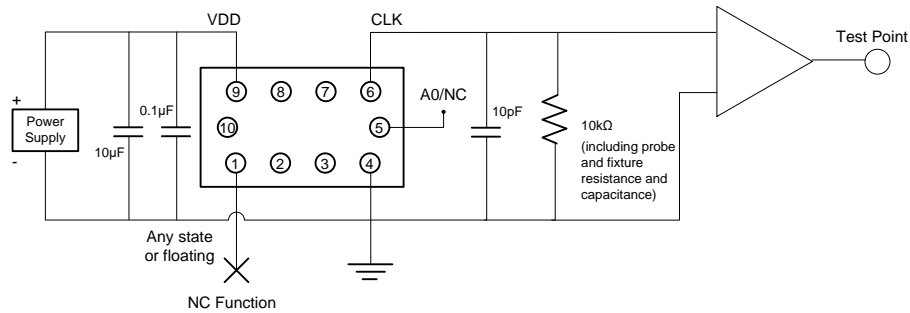 VDD
CLK
Test Point
+
Power
Supply
-
10µF
0.1µF
9
8
7
6
10
5
1
2
3
4
A0/NC
10pF
10kΩ
(including probe
and fixture
resistance and
capacitance)
Any state
or floating
NC Function